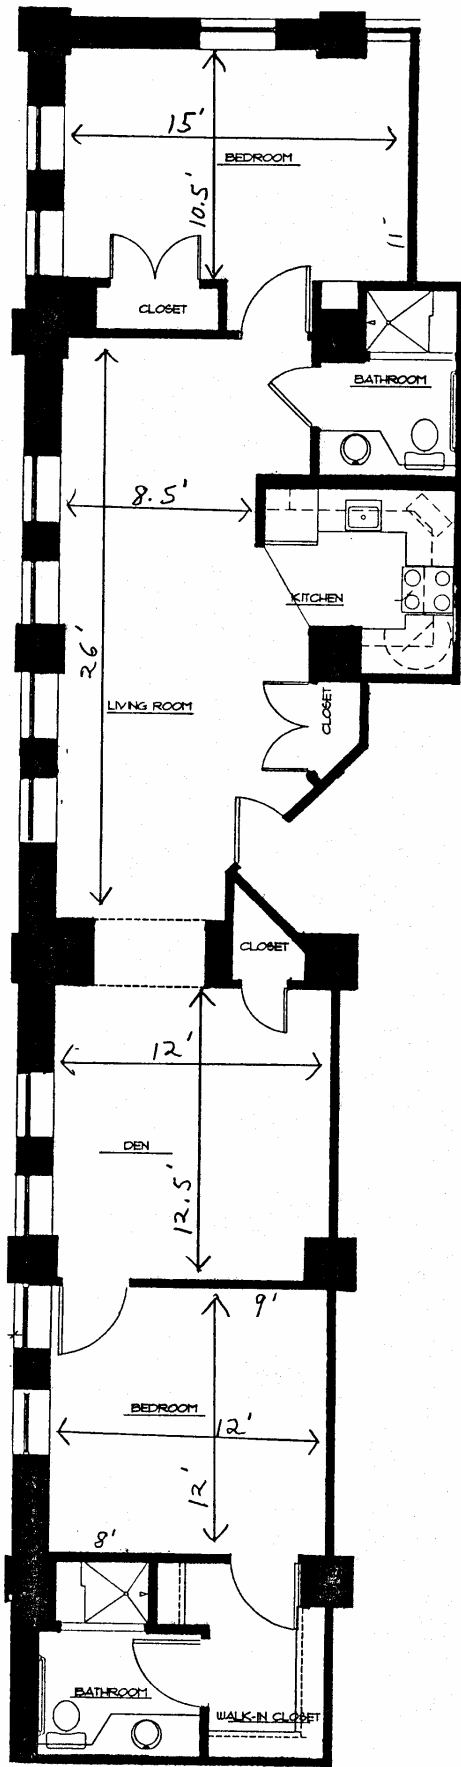 15'
BEDROOM
10.5'
11'
CLOSET
BATHROOM
8.5'
KITCHEN
26'
LIVING ROOM
CLOSET
CLOSET
12'
DEN
12.5'
9'
BEDROOM
12'
12'
8'
BATHROOM
WALK-IN CLOSET